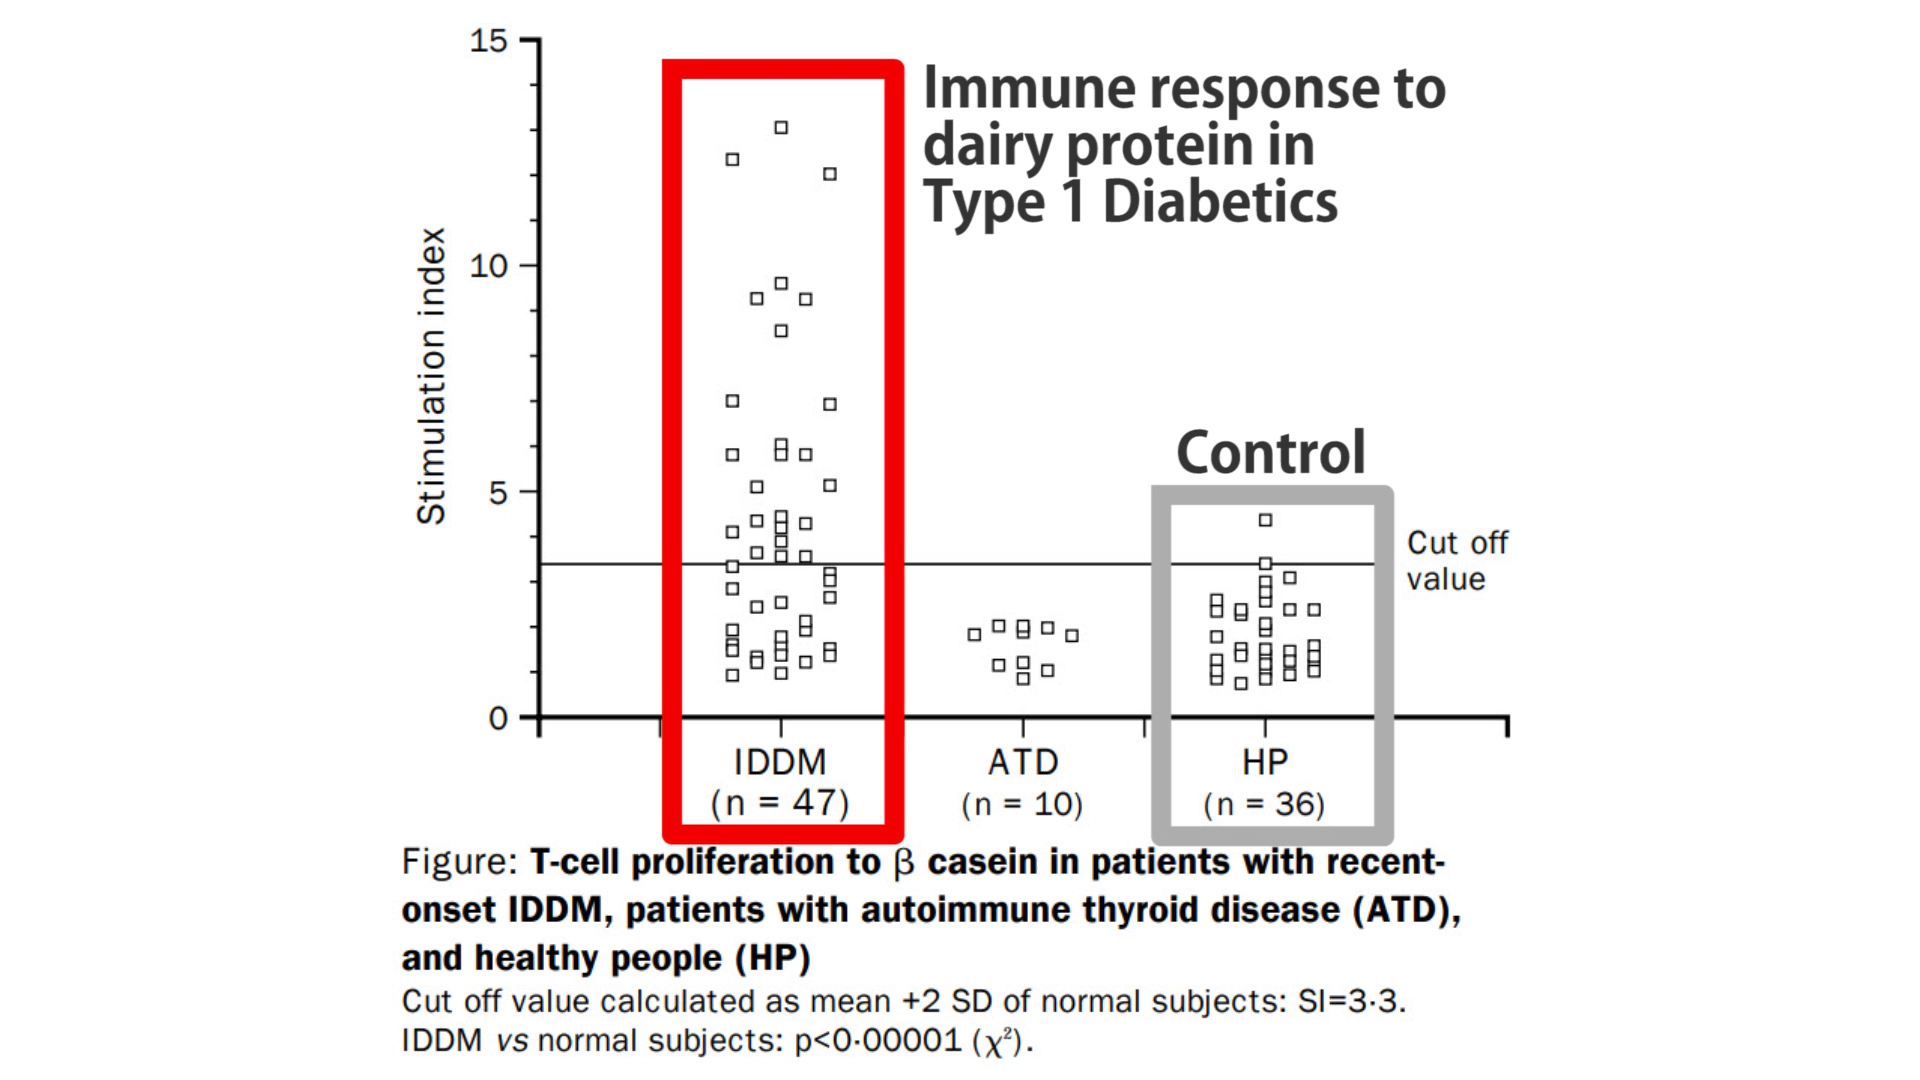 15
Immune response to
dairy protein in
Type 1 Diabetics
10
Stimulation index
Control
5
Cut off
value
0
IDDM
ATD
HP
(n = 47)
(n = 10)
(n = 36)
Figure: T-cell proliferation to β casein in patients with recent-
onset IDDM, patients with autoimmune thyroid disease (ATD),
and healthy people (HP)
Cut off value calculated as mean +2 SD of normal subjects: SI=3·3.
IDDM vs normal subjects: p<0·00001 (χ²).